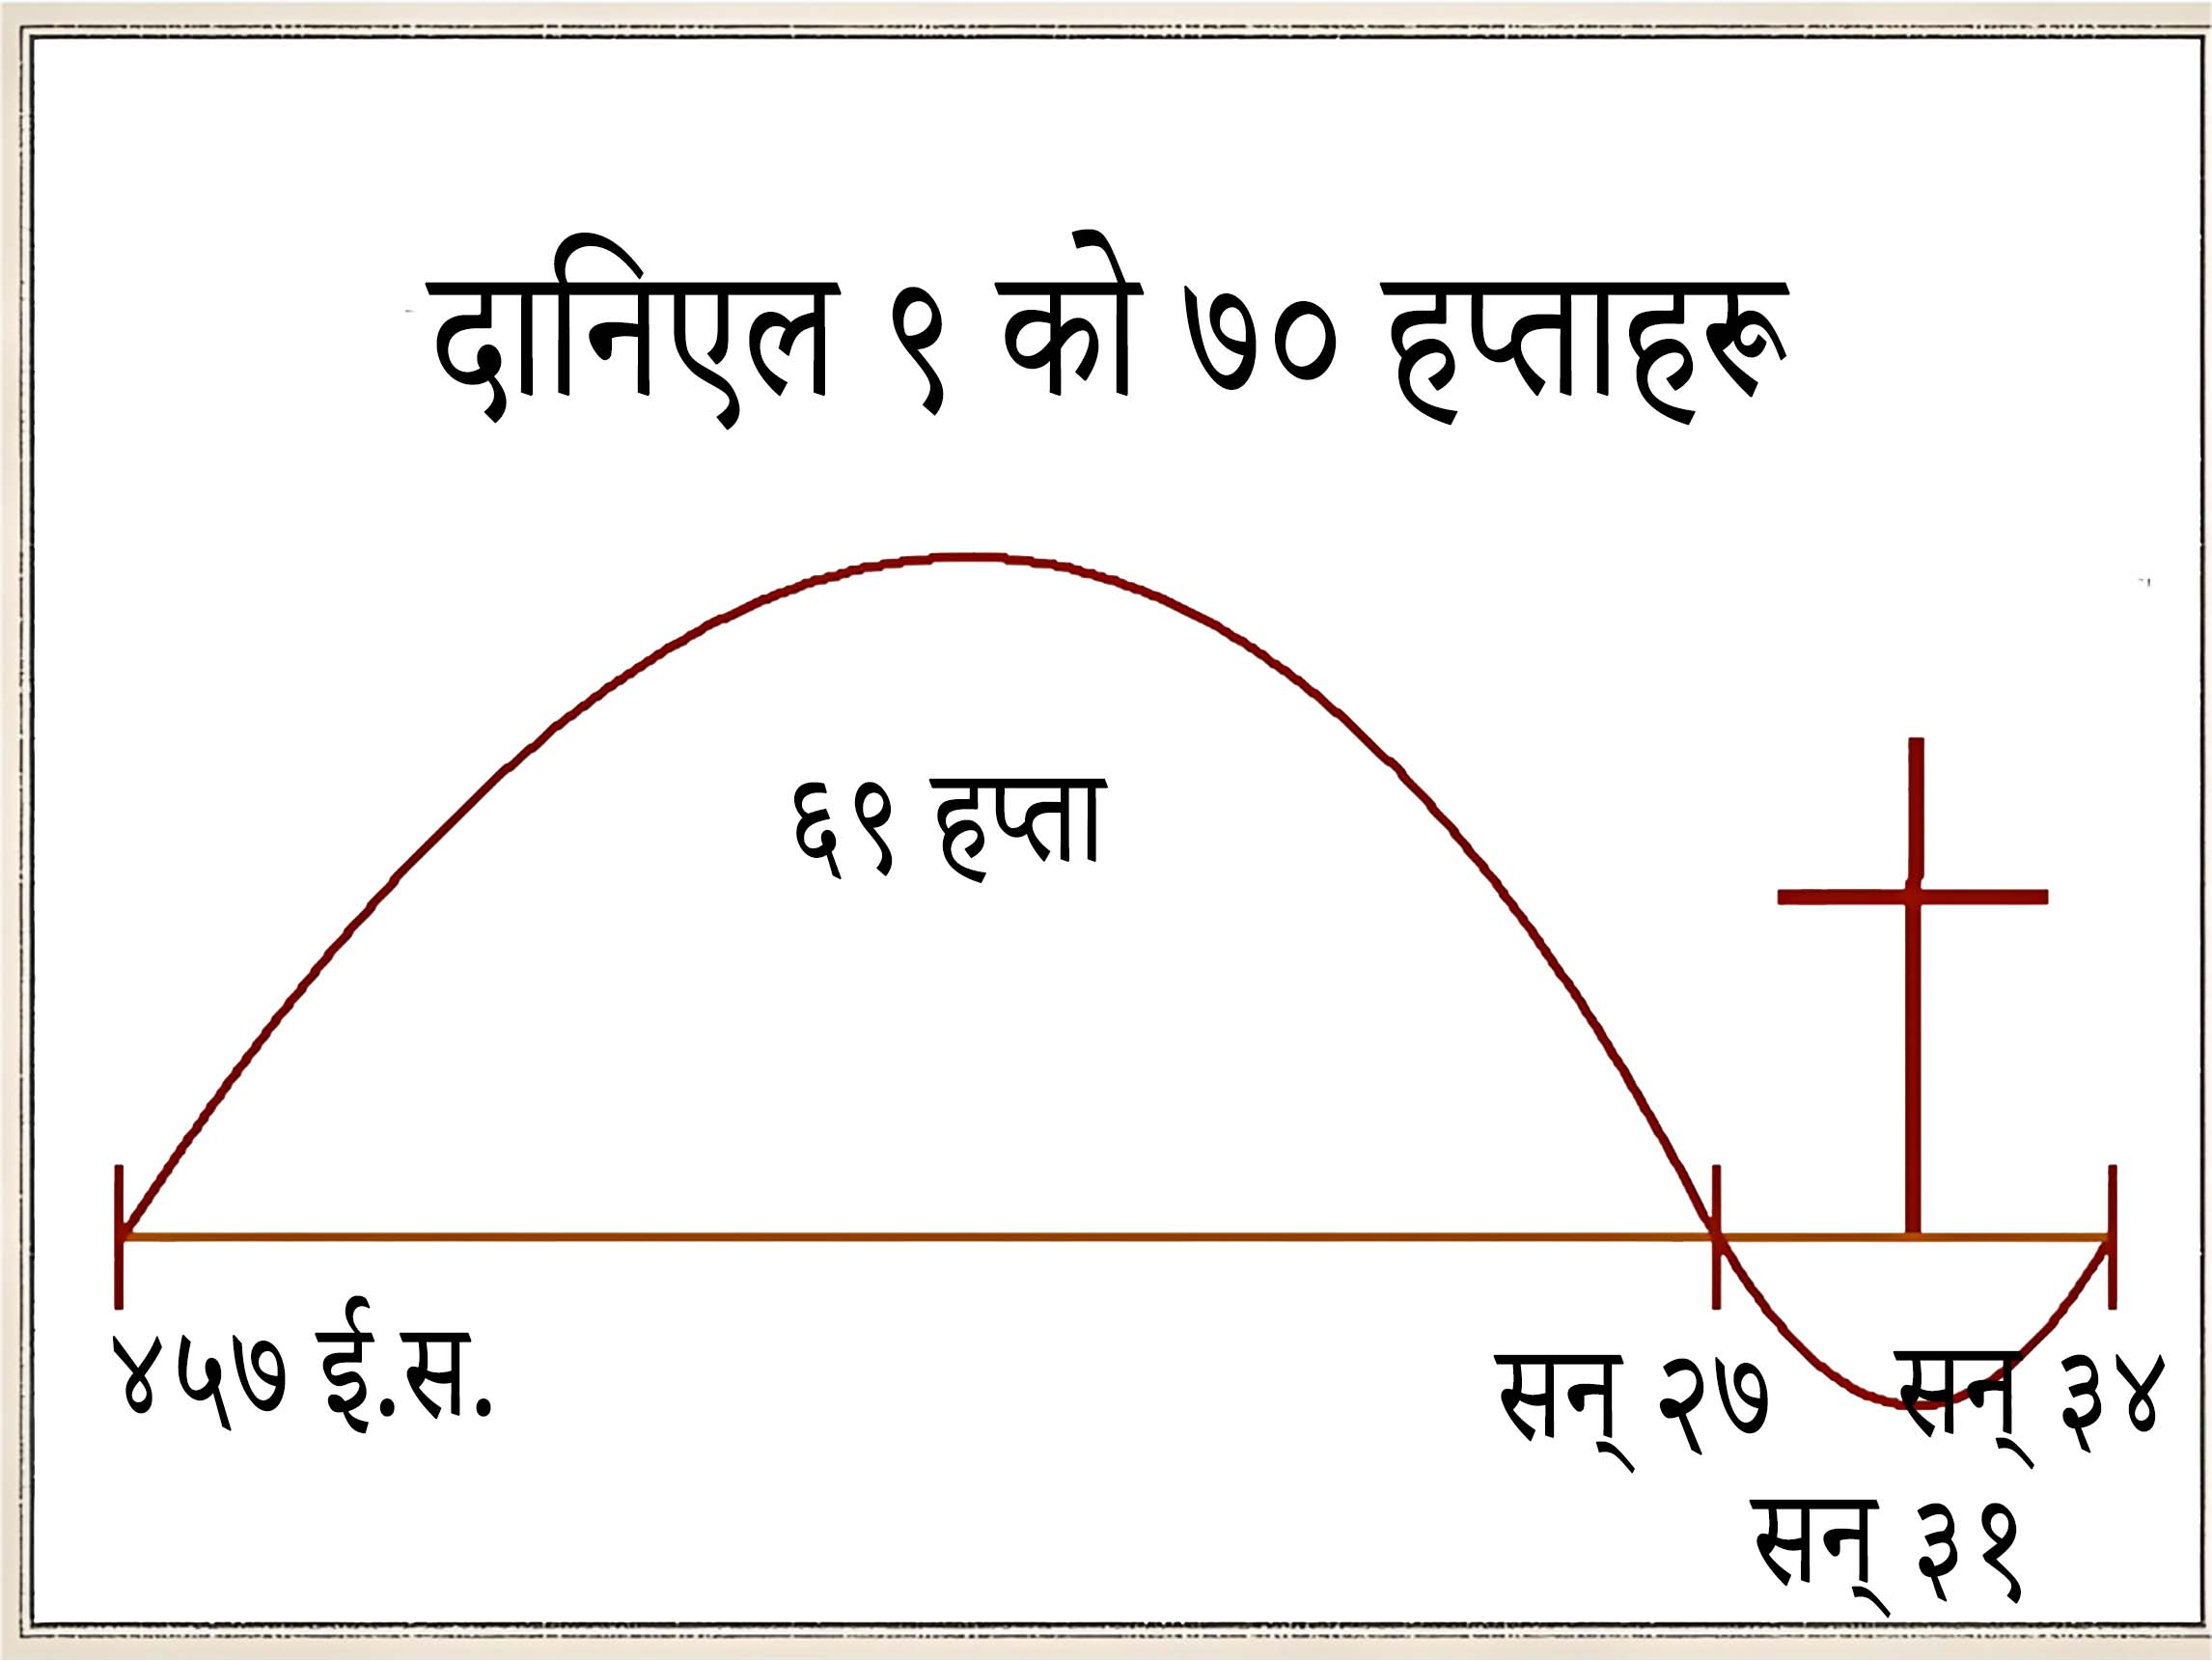 दानिएल ९ को ७० हप्ताहरू
६९ हप्ता
४५७ ई.स.
सन् २७ सन् ३४
सन् ३१